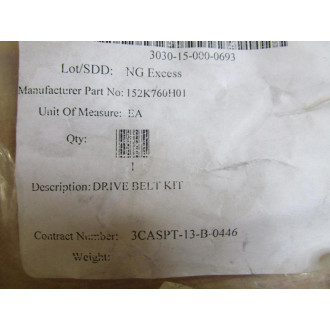 3030-15-000-0693
Lot/SDD: NG Excess
Manufacturer Part No: 152K760H01
Unit Of Measure: EA
Qty:
1
Description: DRIVE BELT KIT
Contract Number: 3CASPT-13-B-0446
Weight: